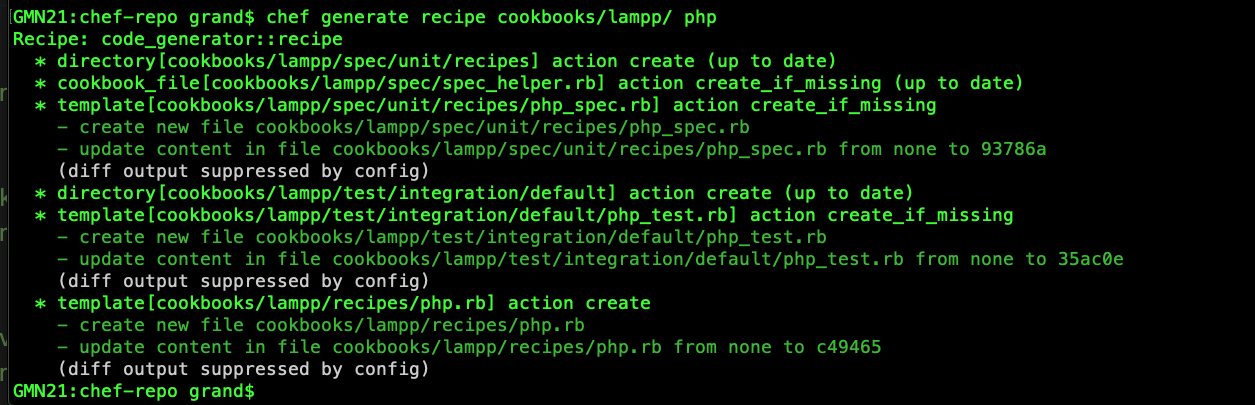 GMN21:chef-repo grand$ chef generate recipe cookbooks/lampp/ php
Recipe: code_generator::recipe
  * directory[cookbooks/lampp/spec/unit/recipes] action create (up to date)
  * cookbook_file[cookbooks/lampp/spec/spec_helper.rb] action create_if_missing (up to date)
  * template[cookbooks/lampp/spec/unit/recipes/php_spec.rb] action create_if_missing
    - create new file cookbooks/lampp/spec/unit/recipes/php_spec.rb
    - update content in file cookbooks/lampp/spec/unit/recipes/php_spec.rb from none to 93786a
    (diff output suppressed by config)
  * directory[cookbooks/lampp/test/integration/default] action create (up to date)
  * template[cookbooks/lampp/test/integration/default/php_test.rb] action create_if_missing
    - create new file cookbooks/lampp/test/integration/default/php_test.rb
    - update content in file cookbooks/lampp/test/integration/default/php_test.rb from none to 35ac0e
    (diff output suppressed by config)
  * template[cookbooks/lampp/recipes/php.rb] action create
    - create new file cookbooks/lampp/recipes/php.rb
    - update content in file cookbooks/lampp/recipes/php.rb from none to c49465
    (diff output suppressed by config)
GMN21:chef-repo grand$